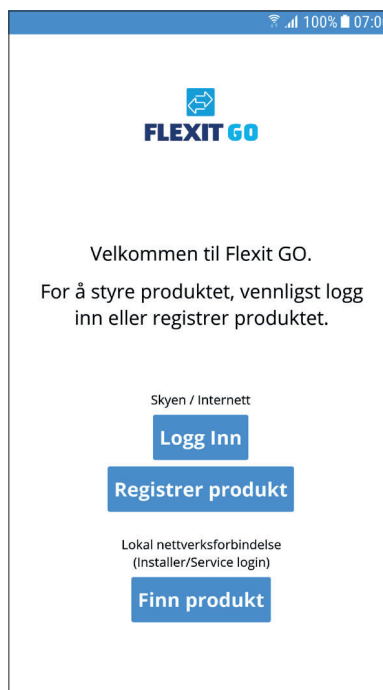 100% 07:0
FLEXIT GO
Velkommen til Flexit GO.
For å styre produktet, vennligst logg
inn eller registrer produktet.
Skyen / Internett
Logg Inn
Registrer produkt
Lokal nettverksforbindelse
(Installer/Service login)
Finn produkt